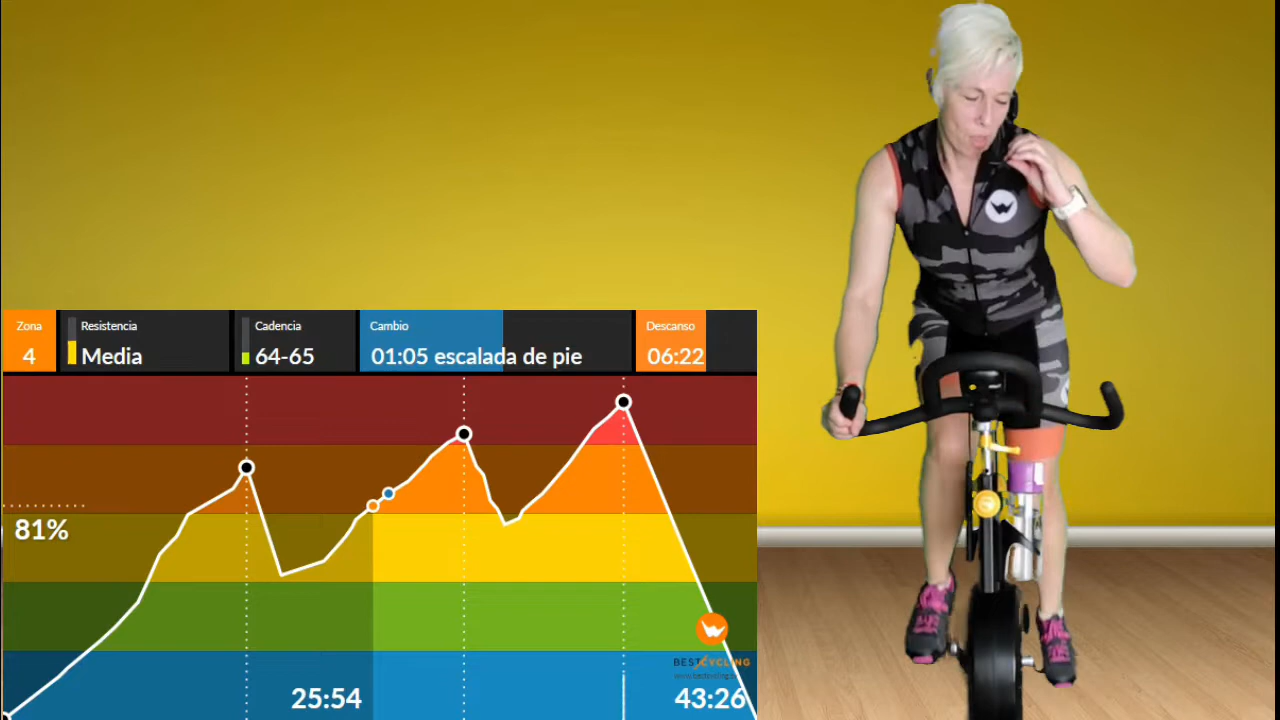 Zona
4
Resistencia
Media
Cadencia
64-65
Cambio
01:05 escalada de pie
Descanso
06:22
81%
BESTCYCLING
25:54
43:26